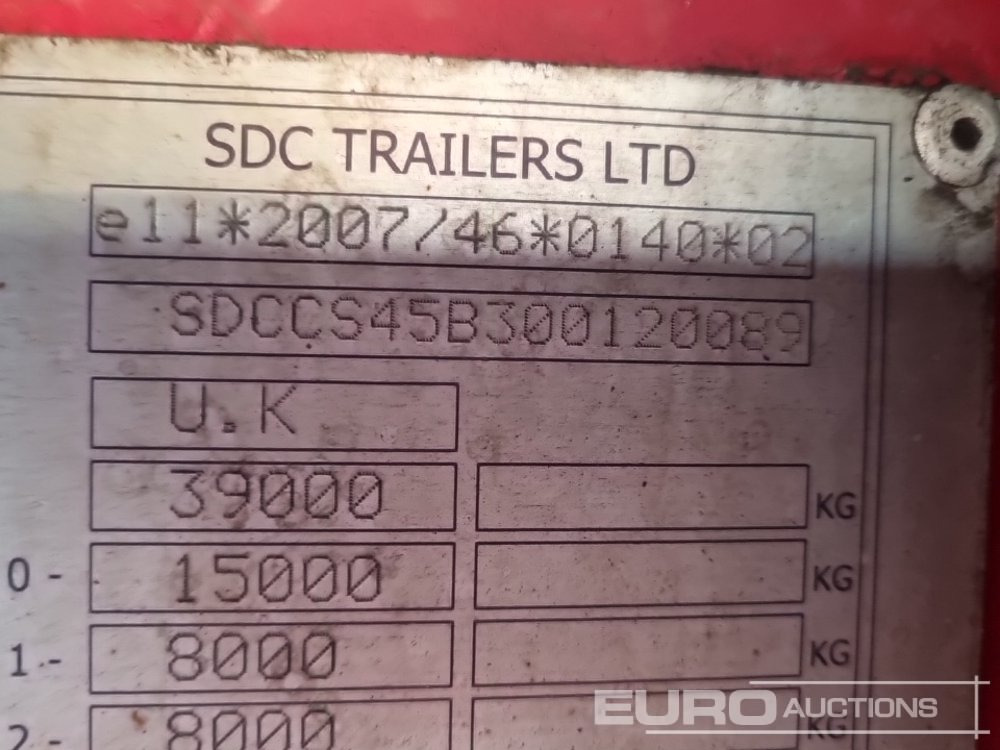 SDC TRAILERS LTD
e11*2007/46*0140*02
SDCCS45B300120089
U.K
39000 KG
0 - 15000 KG
1 - 8000 KG
2 - 8000 KG
EURO AUCTIONS